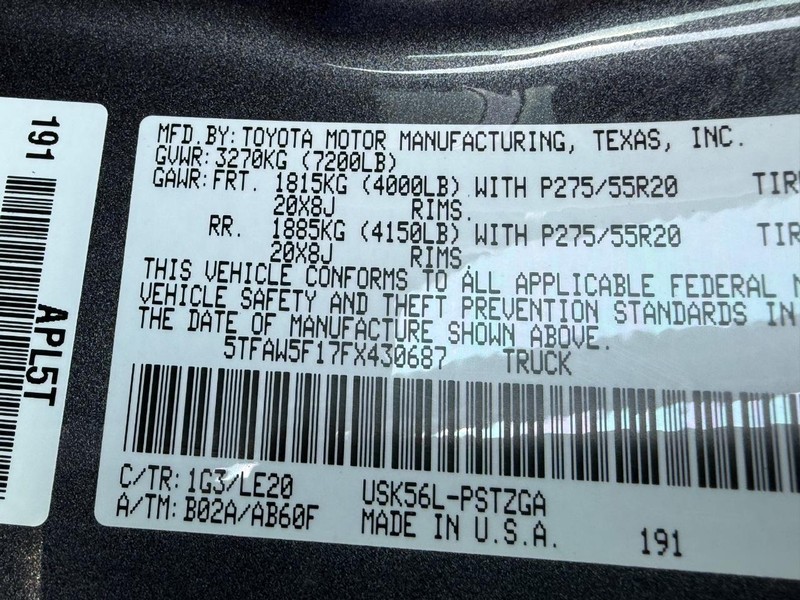 191
APL5T
MFD. BY: TOYOTA MOTOR MANUFACTURING, TEXAS, INC.
GVWR: 3270KG (7200LB)
GAWR: FRT. 1815KG (4000LB) WITH P275/55R20
20X8J RIMS.
RR. 1885KG (4150LB) WITH P275/55R20
20X8J RIMS
THIS VEHICLE CONFORMS TO ALL APPLICABLE FEDERAL
VEHICLE SAFETY AND THEFT PREVENTION STANDARDS IN
THE DATE OF MANUFACTURE SHOWN ABOVE.
5TFAW5F17FX430687 TRUCK
C/TR: 1G3/LE20 USK56L-PSTZGA
A/TM: B02A/AB60F MADE IN U.S.A. 191